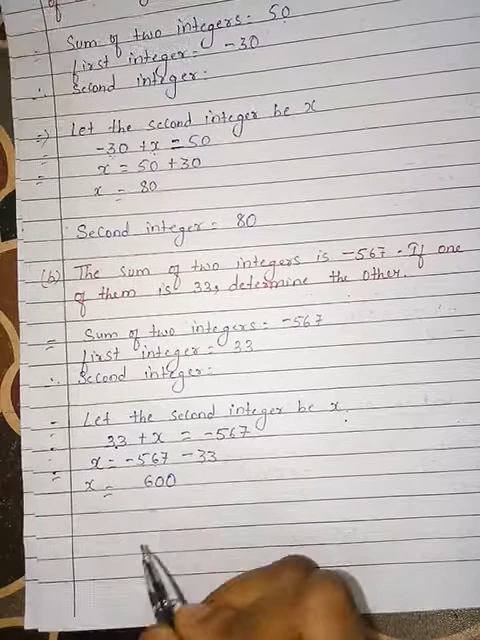 of
= Sum of two integers = 50
First integer = -30
∴ Second integer =
⇒ Let the second integer be x
= -30 + x = 50
= x = 50 + 30
x = 80
Second integer = 80
(b) The sum of two integers is -567. If one
of them is 33, determine the other.
= Sum of two integers = -567
First integer = 33
∴ Second integer =
- Let the second integer be x.
: 33 + x = -567
= x = -567 - 33
x = 600